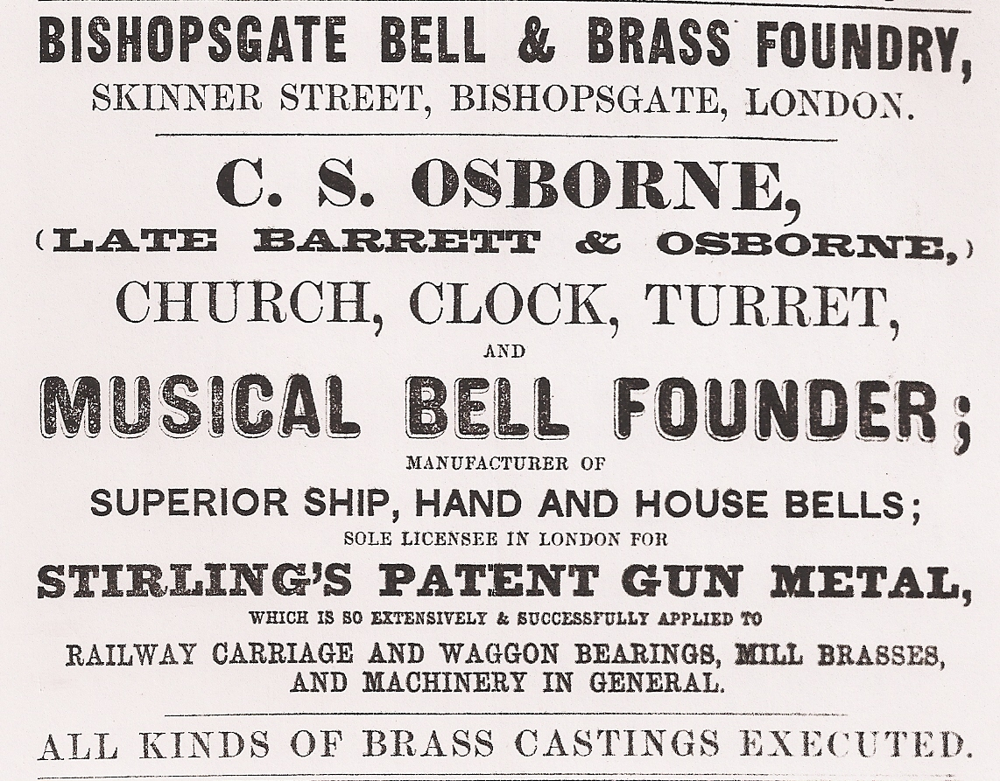 BISHOPSGATE BELL & BRASS FOUNDRY,
SKINNER STREET, BISHOPSGATE, LONDON.
C. S. OSBORNE,
(LATE BARRETT & OSBORNE,)
CHURCH, CLOCK, TURRET,
AND
MUSICAL BELL FOUNDER;
MANUFACTURER OF
SUPERIOR SHIP, HAND AND HOUSE BELLS;
SOLE LICENSEE IN LONDON FOR
STIRLING'S PATENT GUN METAL,
WHICH IS SO EXTENSIVELY & SUCCESSFULLY APPLIED TO
RAILWAY CARRIAGE AND WAGGON BEARINGS, MILL BRASSES,
AND MACHINERY IN GENERAL.
ALL KINDS OF BRASS CASTINGS EXECUTED.